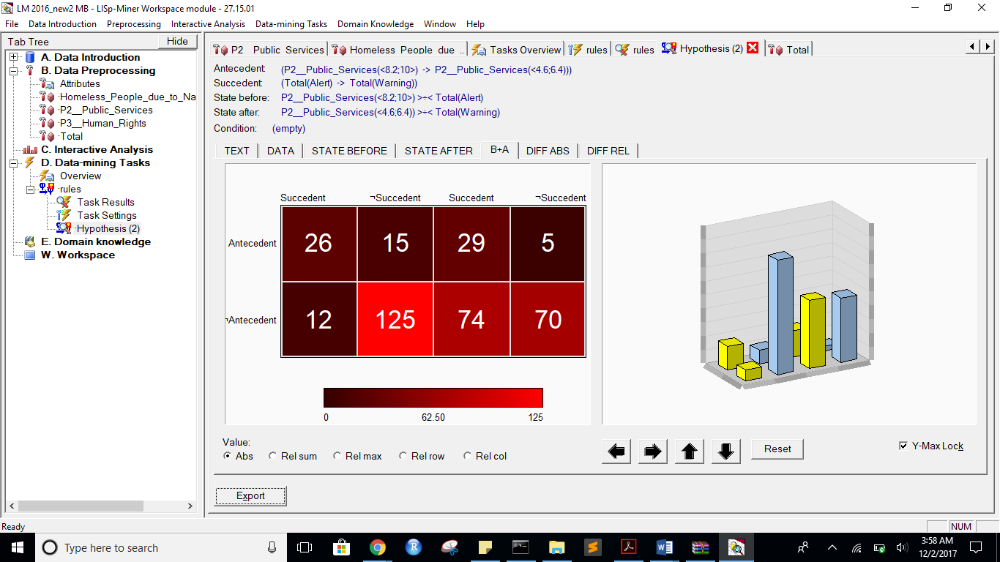 LM 2016_new2 MB - LISp-Miner Workspace module - 27.15.01
File Data Introduction Preprocessing Interactive Analysis Data-mining Tasks Domain Knowledge Window Help
Tab Tree Hide
A. Data Introduction
B. Data Preprocessing
Attributes
Homeless_People_due_to_Na
P2__Public_Services
P3__Human_Rights
Total
C. Interactive Analysis
D. Data-mining Tasks
Overview
rules
Task Results
Task Settings
Hypothesis (2)
E. Domain knowledge
W. Workspace
P2 Public Services Homeless People due .. Tasks Overview rules rules Hypothesis (2) Total
Antecedent: (P2__Public_Services(<8.2;10>) -> P2__Public_Services(<4.6;6.4)))
Succedent: (Total(Alert) -> Total(Warning))
State before: P2__Public_Services(<8.2;10>) >÷< Total(Alert)
State after: P2__Public_Services(<4.6;6.4)) >÷< Total(Warning)
Condition: (empty)
TEXT DATA STATE BEFORE STATE AFTER B+A DIFF ABS DIFF REL
Succedent ¬Succedent Succedent ¬Succedent
Antecedent 26 15 29 5
¬Antecedent 12 125 74 70
0 62.50 125
Value:
Abs Rel sum Rel max Rel row Rel col
Reset
Y-Max Lock
Export
Ready
NUM
Type here to search
3:58 AM
12/2/2017